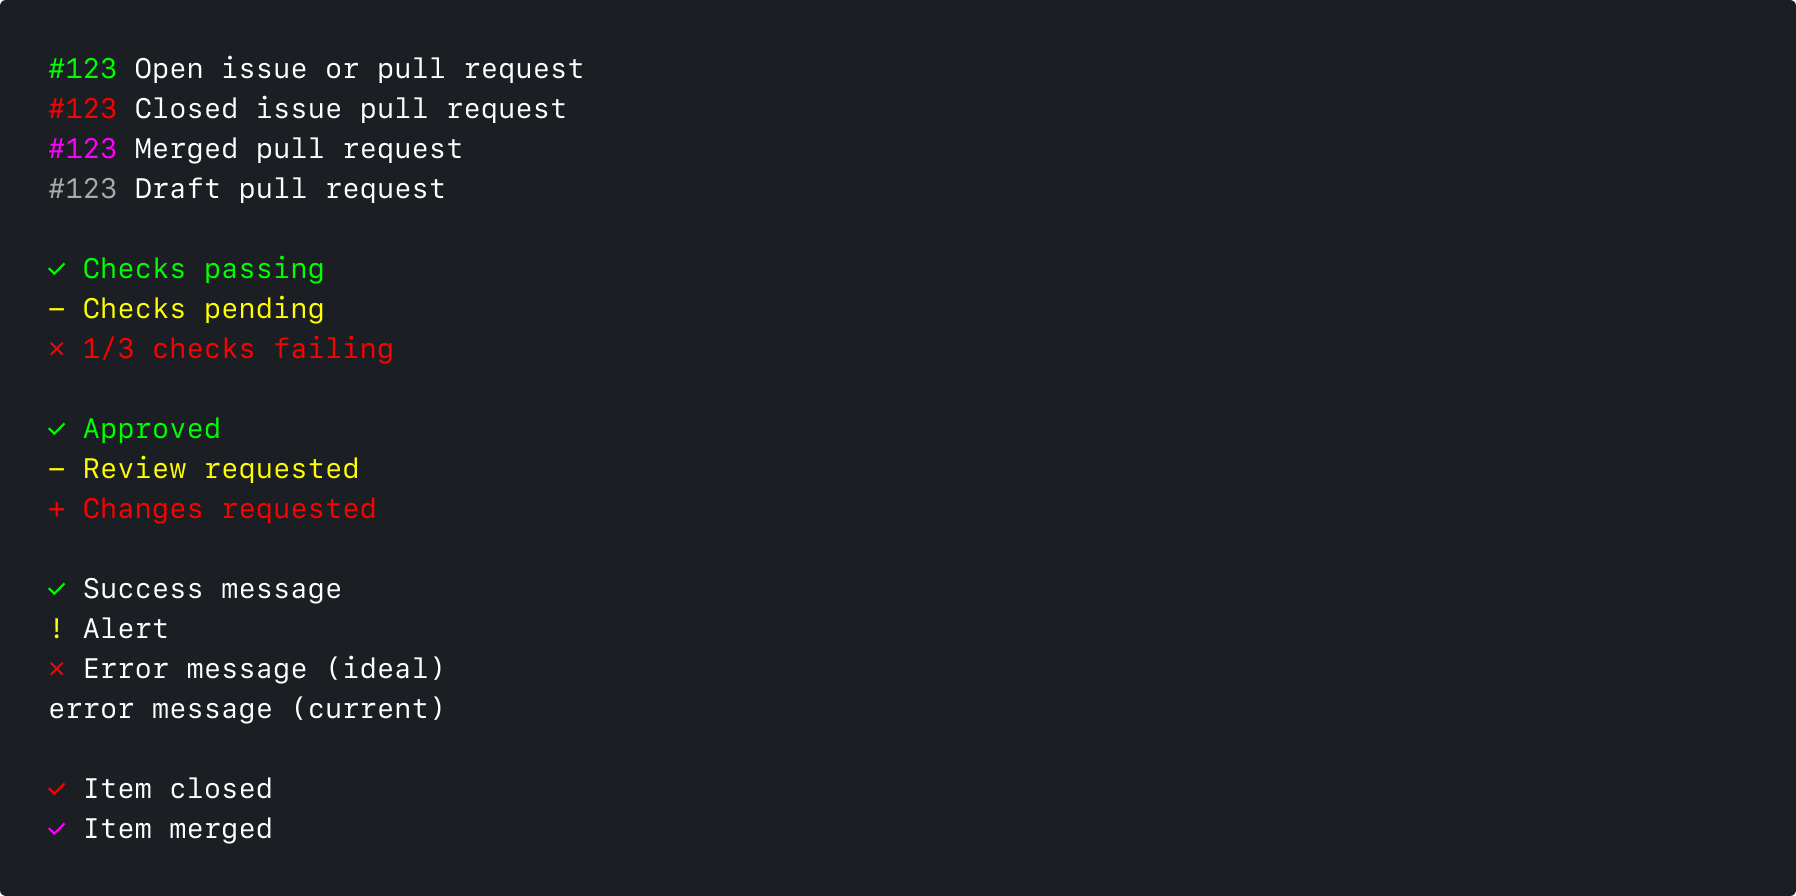 #123 Open issue or pull request
#123 Closed issue pull request
#123 Merged pull request
#123 Draft pull request
✓ Checks passing
− Checks pending
× 1/3 checks failing
✓ Approved
− Review requested
+ Changes requested
✓ Success message
! Alert
× Error message (ideal)
error message (current)
✓ Item closed
✓ Item merged